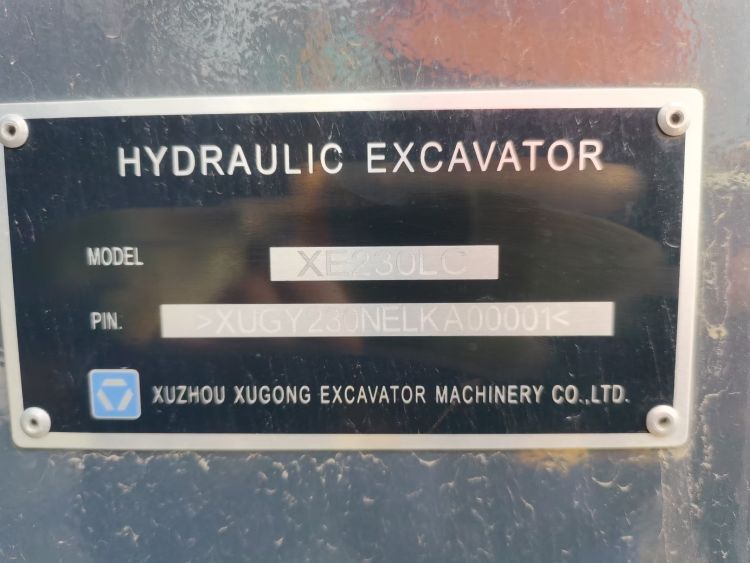 HYDRAULIC EXCAVATOR
MODEL XE230LC
PIN. >XUGY230NELKA00001<
XUZHOU XUGONG EXCAVATOR MACHINERY CO.,LTD.